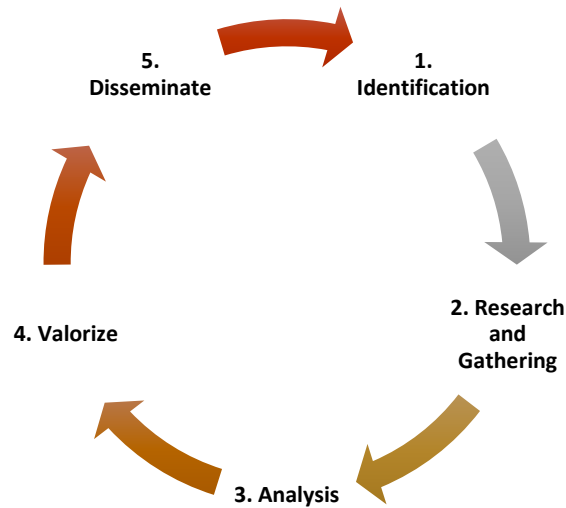 1.
Identification
2. Research
and
Gathering
3. Analysis
4. Valorize
5.
Disseminate